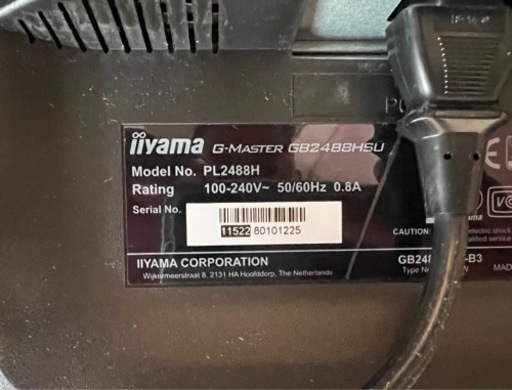 iiyama G-MASTER GB2488HSU
Model No. PL2488H
Rating 100-240V~ 50/60Hz 0.8A
Serial No.
11522 80101225
CAUTION:
IIYAMA CORPORATION
Wijkermeerstraat 8, 2131 HA Hoofddorp, The Netherlands
-B3
Type
MAD